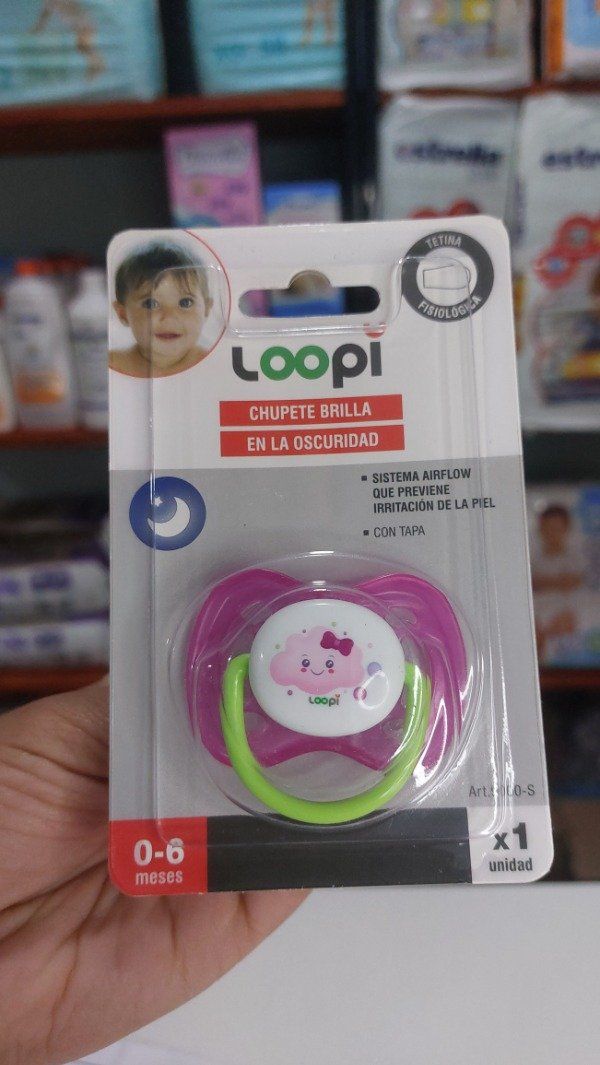 TETINA
FISIOLÓGICA
LOOPi
CHUPETE BRILLA
EN LA OSCURIDAD
▪ SISTEMA AIRFLOW
QUE PREVIENE
IRRITACIÓN DE LA PIEL
▪ CON TAPA
LOOPi
0-6
meses
x1
unidad